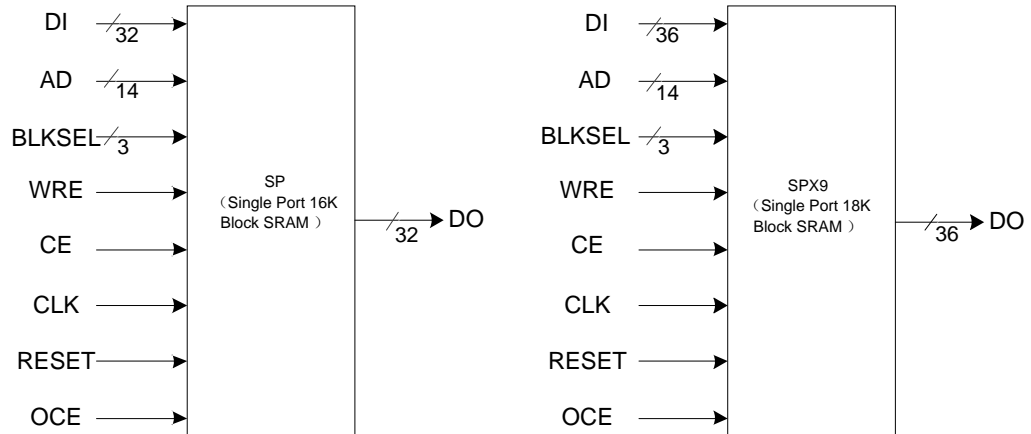 DI
32
AD
14
BLKSEL
3
WRE
CE
CLK
RESET
OCE
SP
（Single Port 16K
Block SRAM ）
32
DO
DI
36
AD
14
BLKSEL
3
WRE
CE
CLK
RESET
OCE
SPX9
（Single Port 18K
Block SRAM ）
36
DO